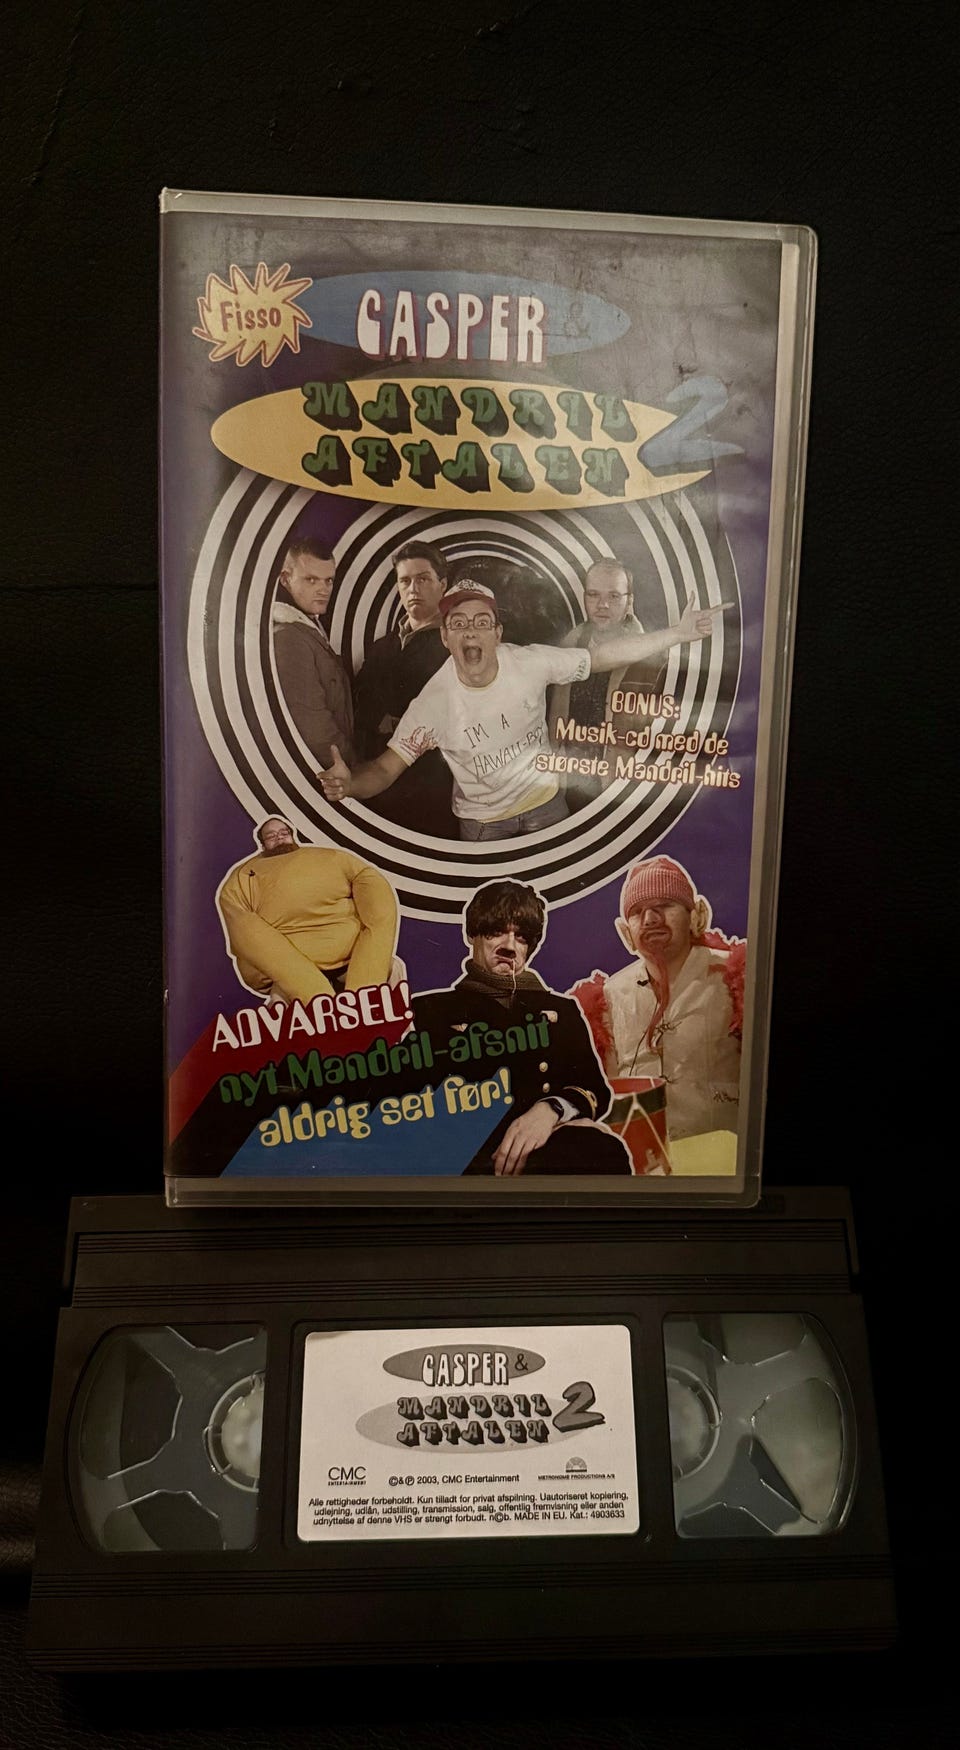 Fisso
CASPER &
MANDRIL
AFTALEN 2
I'M A
HAWAII-BOY
BONUS:
Musik-cd med de
største Mandril-hits
ADVARSEL!
nyt Mandril-afsnit
aldrig set før!
CASPER &
MANDRIL
AFTALEN 2
CMC
ENTERTAINMENT
©&℗ 2003, CMC Entertainment
METRONOME PRODUCTIONS A/S
Alle rettigheder forbeholdt. Kun tilladt for privat afspilning. Uautoriseret kopiering,
udlejning, udlån, udstilling, transmission, salg, offentlig fremvisning eller anden
udnyttelse af denne VHS er strengt forbudt. n©b. MADE IN EU. Kat.: 4903633